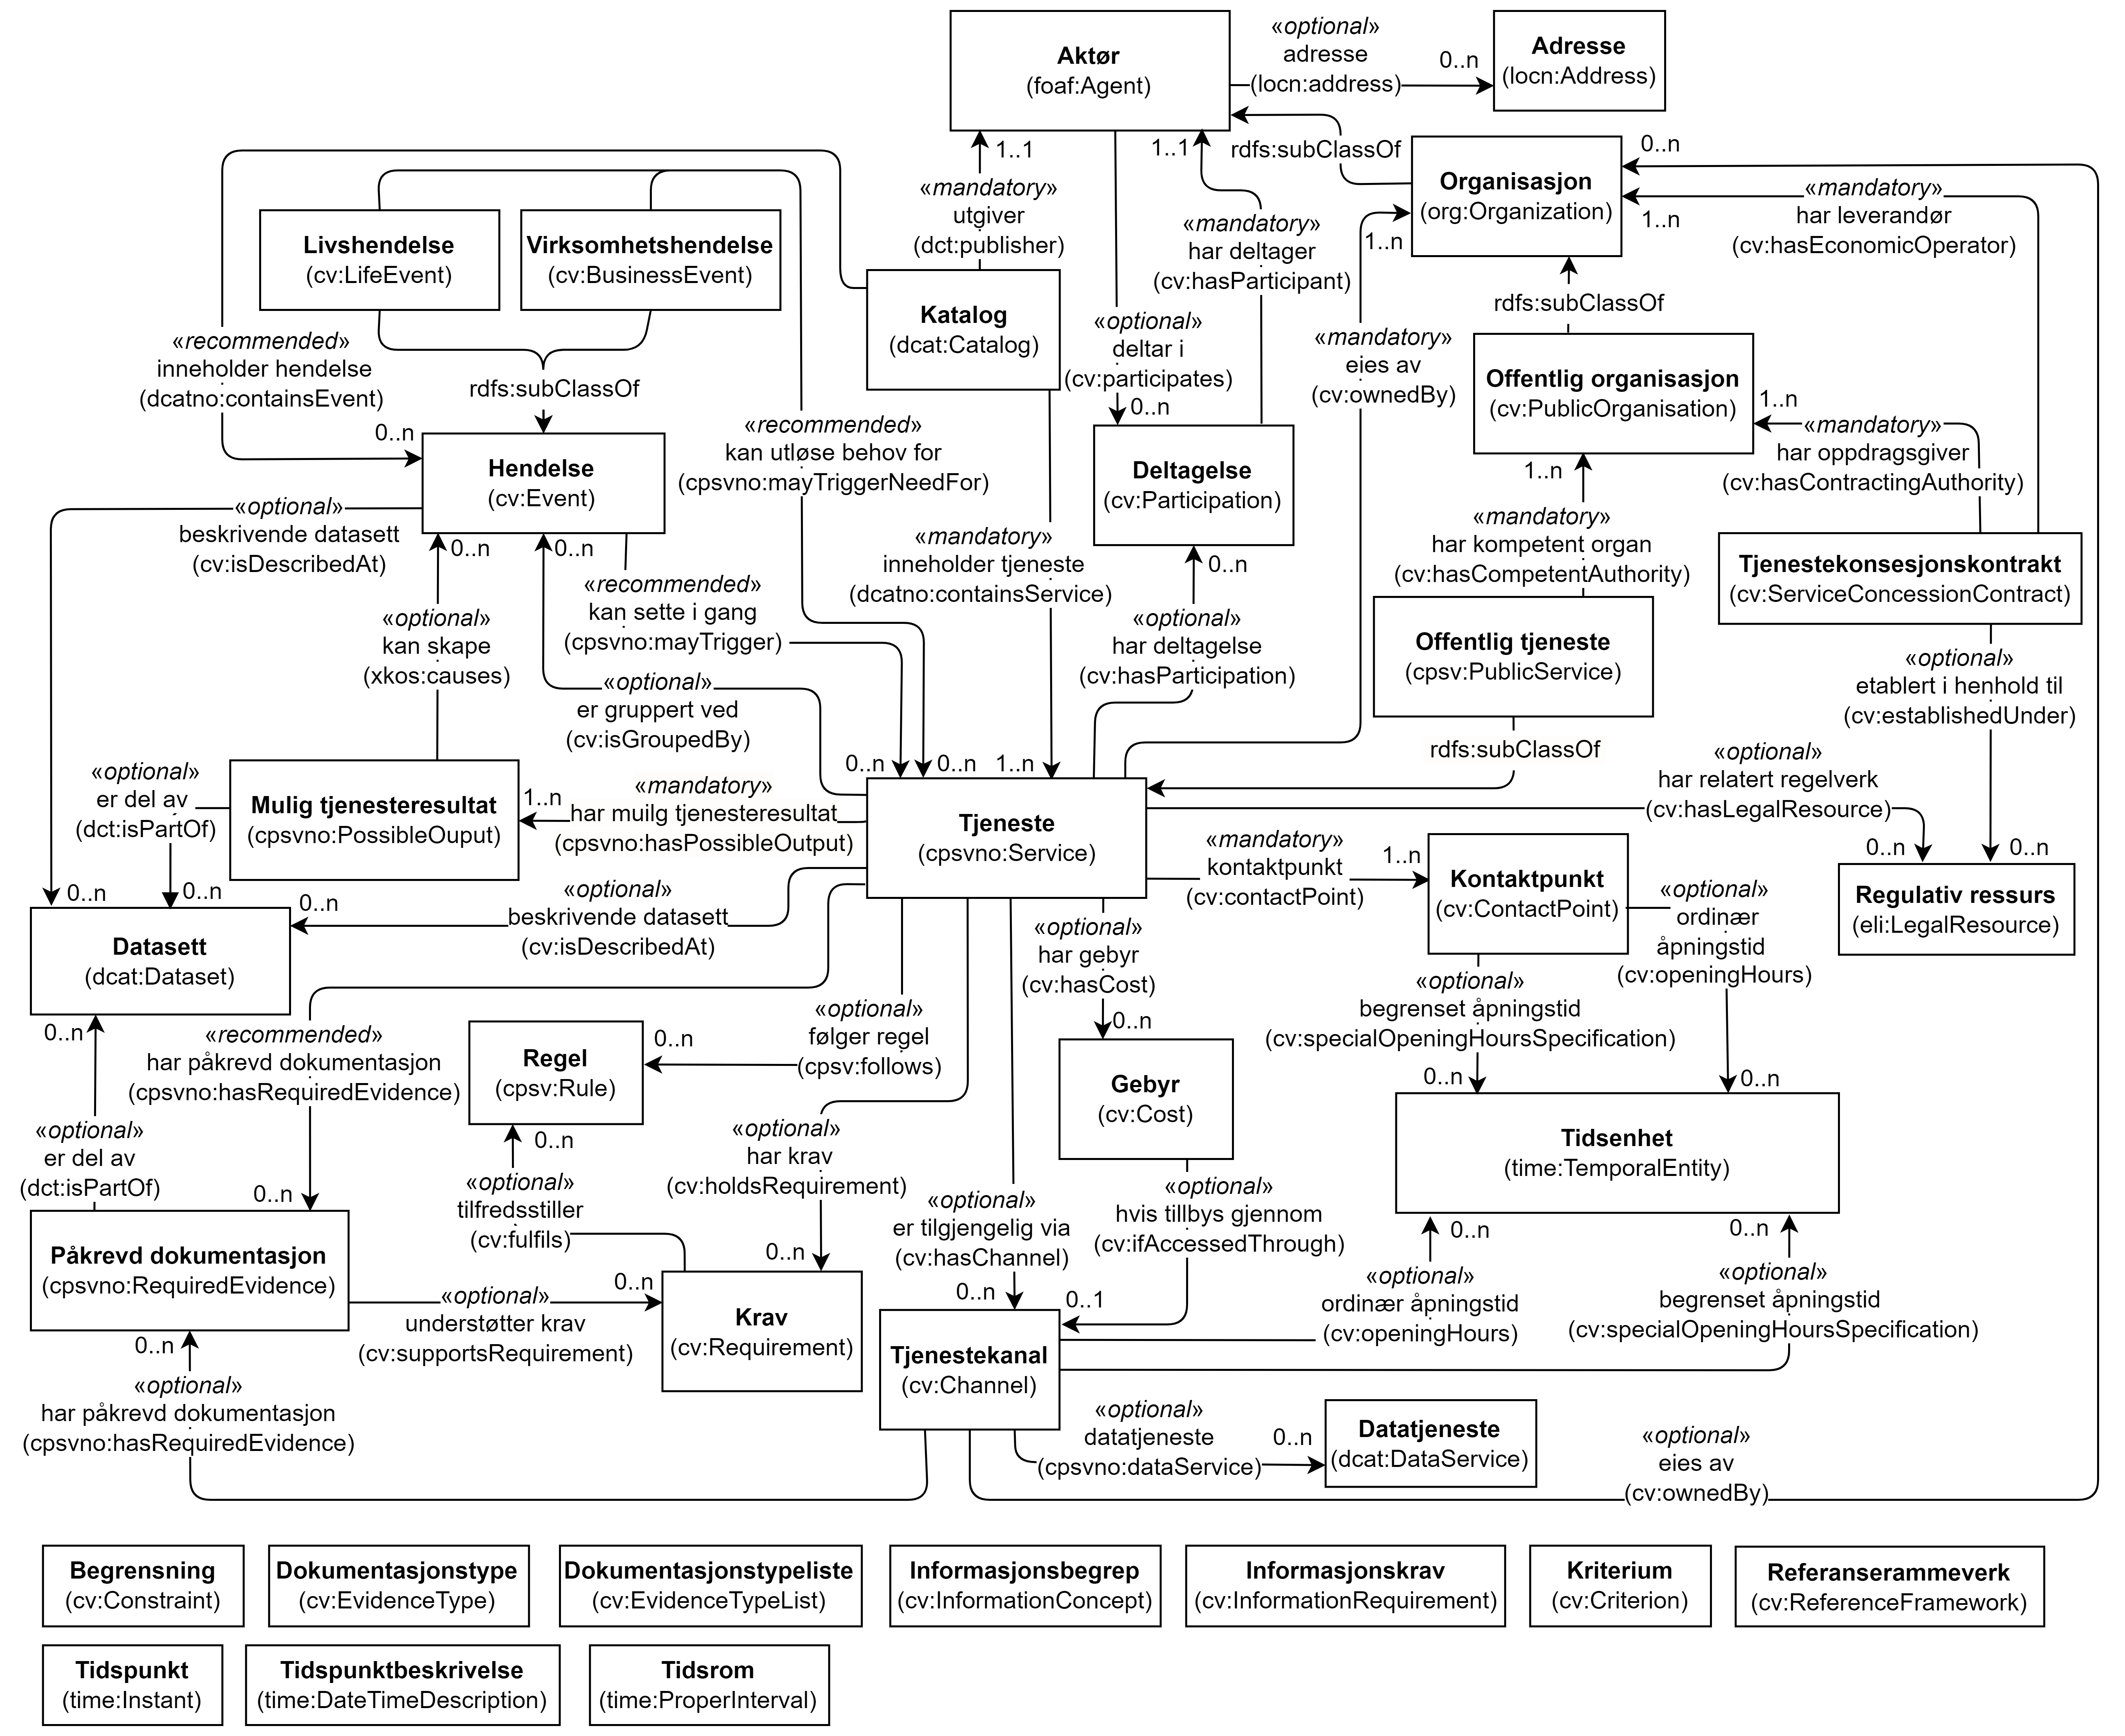 Aktør
(foaf:Agent)
«optional»
adresse
(locn:address)
0..n
Adresse
(locn:Address)
1..1
1..1
rdfs:subClassOf
Organisasjon
(org:Organization)
0..n
1..n
«mandatory»
har leverandør
(cv:hasEconomicOperator)
«mandatory»
utgiver
(dct:publisher)
«mandatory»
har deltager
(cv:hasParticipant)
1..n
Livshendelse
(cv:LifeEvent)
Virksomhetshendelse
(cv:BusinessEvent)
Katalog
(dcat:Catalog)
rdfs:subClassOf
«recommended»
inneholder hendelse
(dcatno:containsEvent)
rdfs:subClassOf
«optional»
deltar i
(cv:participates)
0..n
«mandatory»
eies av
(cv:ownedBy)
Offentlig organisasjon
(cv:PublicOrganisation)
1..n
«mandatory»
har oppdragsgiver
(cv:hasContractingAuthority)
0..n
Hendelse
(cv:Event)
«recommended»
kan utløse behov for
(cpsvno:mayTriggerNeedFor)
Deltagelse
(cv:Participation)
1..n
«mandatory»
har kompetent organ
(cv:hasCompetentAuthority)
«optional»
beskrivende datasett
(cv:isDescribedAt)
0..n
0..n
«recommended»
kan sette i gang
(cpsvno:mayTrigger)
«mandatory»
inneholder tjeneste
(dcatno:containsService)
0..n
Tjenestekonsesjonskontrakt
(cv:ServiceConcessionContract)
«optional»
kan skape
(xkos:causes)
«optional»
har deltagelse
(cv:hasParticipation)
Offentlig tjeneste
(cpsv:PublicService)
«optional»
etablert i henhold til
(cv:establishedUnder)
«optional»
er gruppert ved
(cv:isGroupedBy)
rdfs:subClassOf
0..n
0..n
1..n
«optional»
har relatert regelverk
(cv:hasLegalResource)
«optional»
er del av
(dct:isPartOf)
Mulig tjenesteresultat
(cpsvno:PossibleOuput)
1..n
«mandatory»
har muilg tjenesteresultat
(cpsvno:hasPossibleOutput)
Tjeneste
(cpsvno:Service)
«mandatory»
kontaktpunkt
(cv:contactPoint)
1..n
Kontaktpunkt
(cv:ContactPoint)
0..n
0..n
Regulativ ressurs
(eli:LegalResource)
«optional»
ordinær
åpningstid
(cv:openingHours)
0..n
0..n
0..n
«optional»
beskrivende datasett
(cv:isDescribedAt)
Datasett
(dcat:Dataset)
«optional»
har gebyr
(cv:hasCost)
0..n
«optional»
begrenset åpningstid
(cv:specialOpeningHoursSpecification)
0..n
0..n
0..n
«recommended»
har påkrevd dokumentasjon
(cpsvno:hasRequiredEvidence)
Regel
(cpsv:Rule)
0..n
«optional»
følger regel
(cpsv:follows)
Gebyr
(cv:Cost)
Tidsenhet
(time:TemporalEntity)
«optional»
er del av
(dct:isPartOf)
0..n
0..n
«optional»
tilfredsstiller
(cv:fulfils)
«optional»
har krav
(cv:holdsRequirement)
0..n
«optional»
er tilgjengelig via
(cv:hasChannel)
0..n
«optional»
hvis tillbys gjennom
(cv:ifAccessedThrough)
0..1
0..n
0..n
«optional»
ordinær åpningstid
(cv:openingHours)
«optional»
begrenset åpningstid
(cv:specialOpeningHoursSpecification)
Påkrevd dokumentasjon
(cpsvno:RequiredEvidence)
«optional»
understøtter krav
(cv:supportsRequirement)
0..n
Krav
(cv:Requirement)
Tjenestekanal
(cv:Channel)
0..n
«optional»
har påkrevd dokumentasjon
(cpsvno:hasRequiredEvidence)
«optional»
datatjeneste
(cpsvno:dataService)
0..n
Datatjeneste
(dcat:DataService)
«optional»
eies av
(cv:ownedBy)
Begrensning
(cv:Constraint)
Dokumentasjonstype
(cv:EvidenceType)
Dokumentasjonstypeliste
(cv:EvidenceTypeList)
Informasjonsbegrep
(cv:InformationConcept)
Informasjonskrav
(cv:InformationRequirement)
Kriterium
(cv:Criterion)
Referanserammeverk
(cv:ReferenceFramework)
Tidspunkt
(time:Instant)
Tidspunktbeskrivelse
(time:DateTimeDescription)
Tidsrom
(time:ProperInterval)